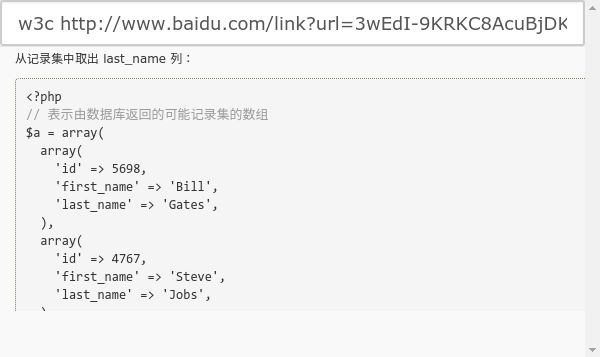 w3c http://www.baidu.com/link?url=3wEdI-9KRKC8AcuBjDK
从记录集中取出 last_name 列：
<?php
// 表示由数据库返回的可能记录集的数组
$a = array(
  array(
    'id' => 5698,
    'first_name' => 'Bill',
    'last_name' => 'Gates',
  ),
  array(
    'id' => 4767,
    'first_name' => 'Steve',
    'last_name' => 'Jobs',